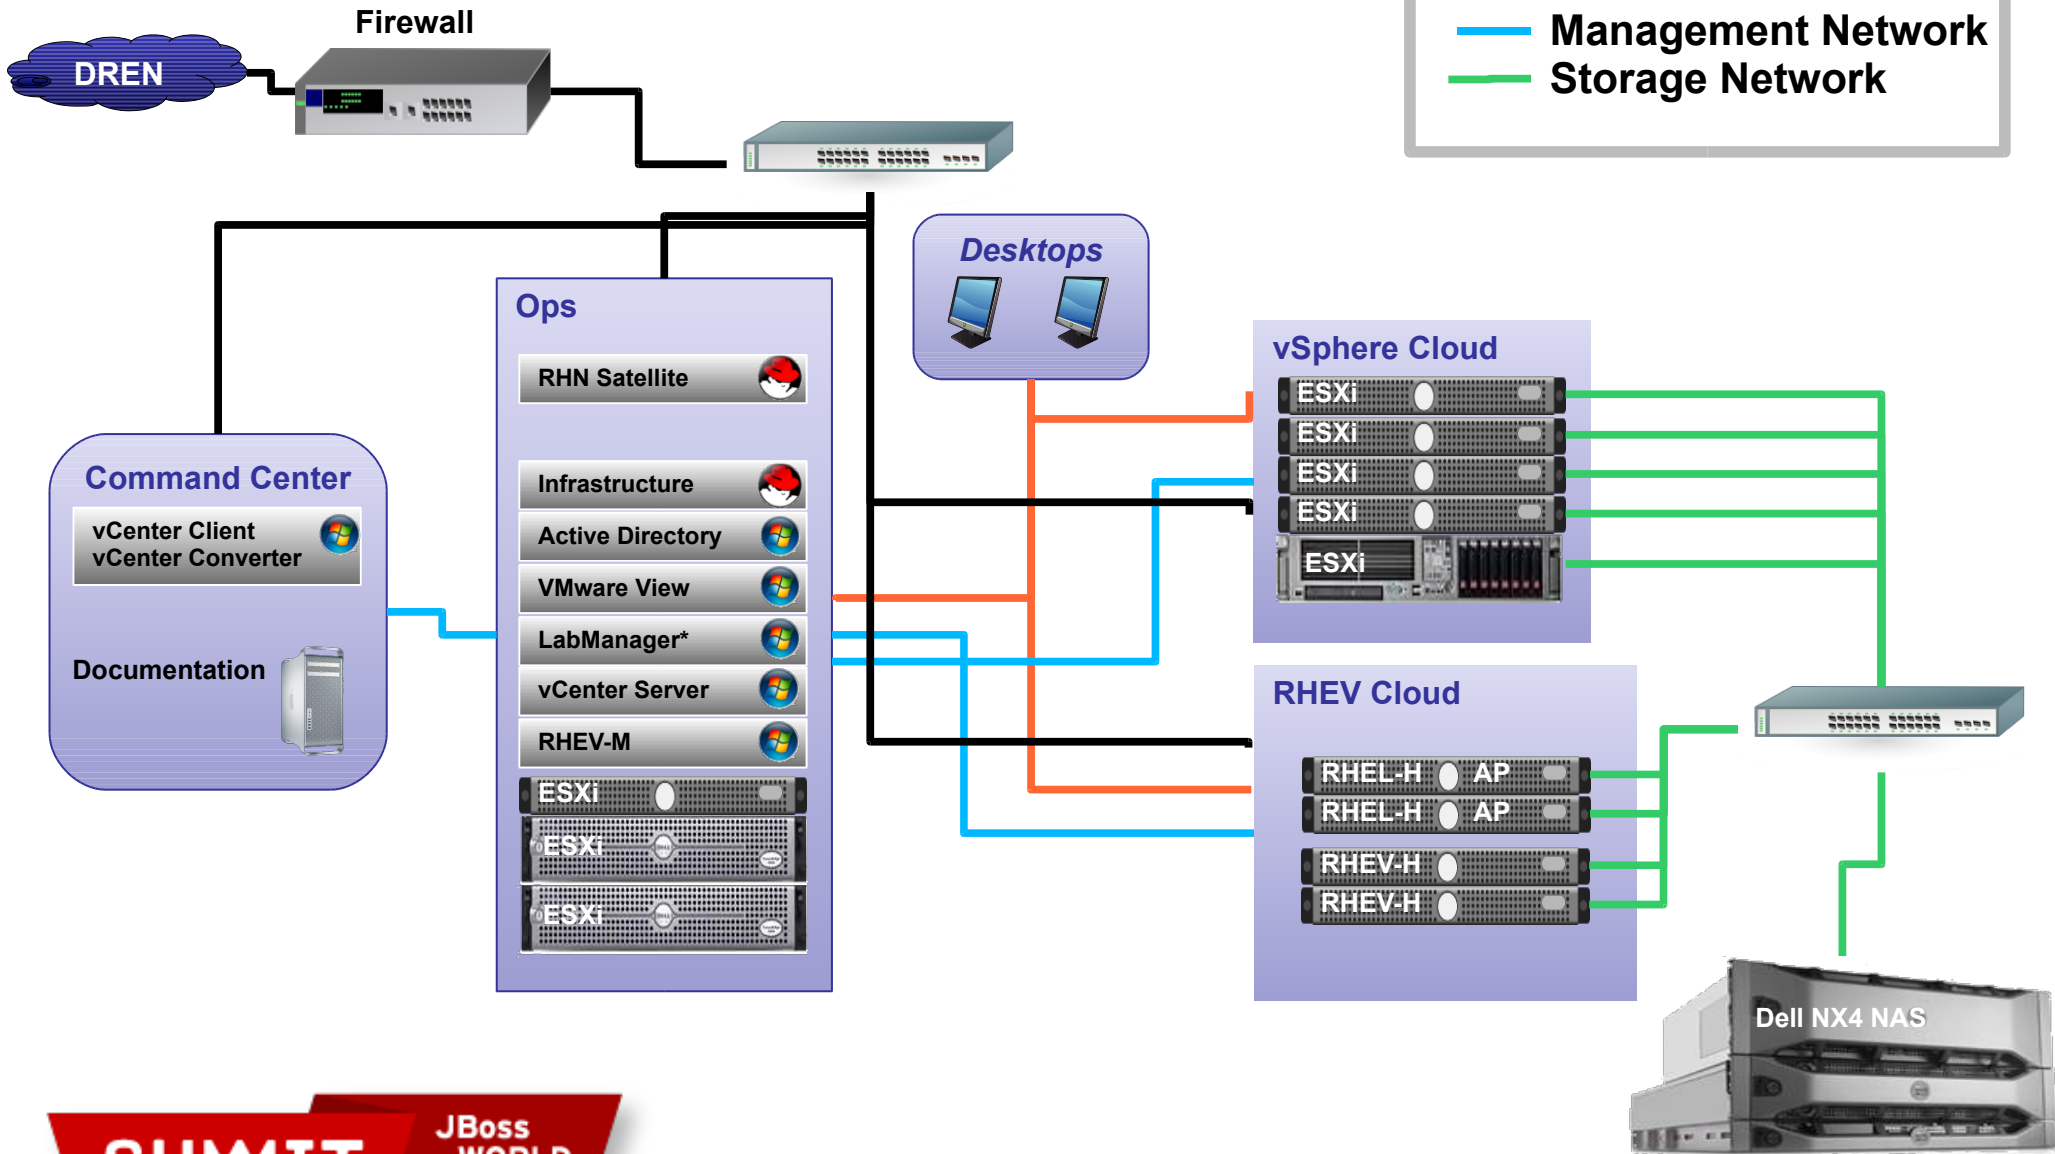 Firewall
DREN
Management Network
Storage Network
Desktops
Ops
RHN Satellite
Infrastructure
Active Directory
VMware View
LabManager*
vCenter Server
RHEV-M
ESXi
ESXi
ESXi
Command Center
vCenter Client
vCenter Converter
Documentation
vSphere Cloud
ESXi
ESXi
ESXi
ESXi
ESXi
RHEV Cloud
RHEL-H AP
RHEL-H AP
RHEV-H
RHEV-H
Dell NX4 NAS
JBoss
WORLD
SUMMIT